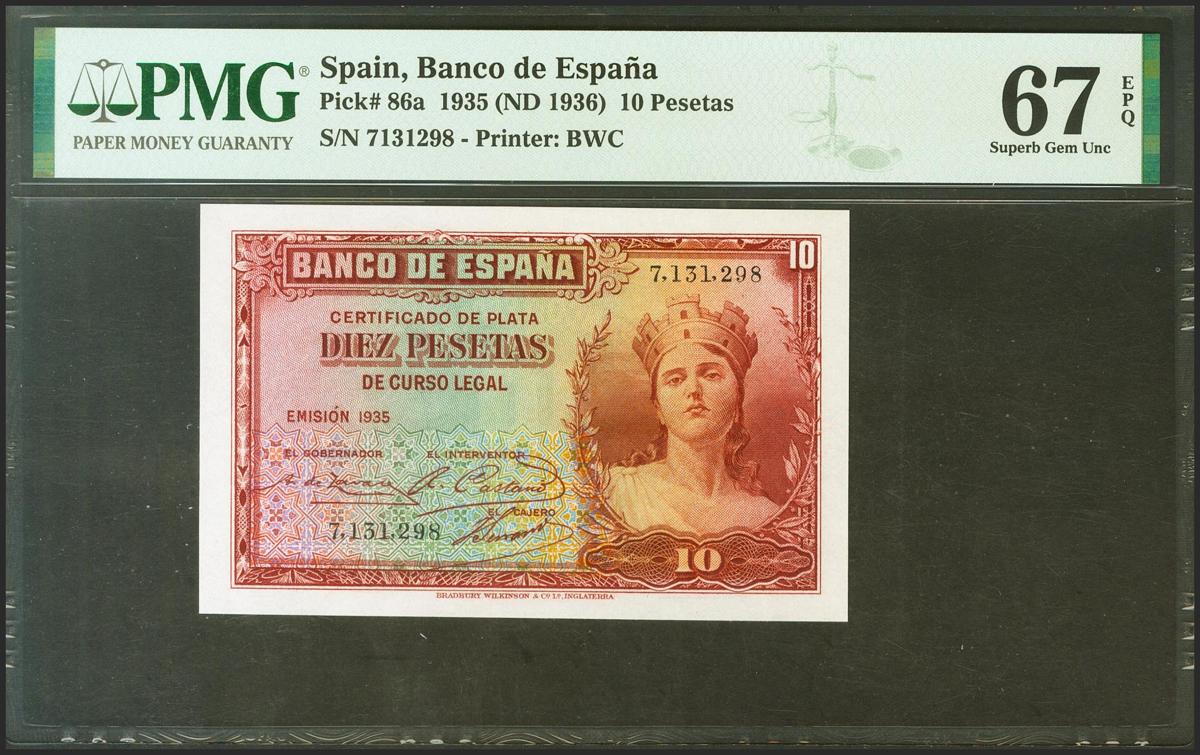 PMG®
PAPER MONEY GUARANTY
Spain, Banco de España
Pick# 86a 1935 (ND 1936) 10 Pesetas
S/N 7131298 - Printer: BWC
67
EPQ
Superb Gem Unc
BANCO DE ESPAÑA
7,131,298
10
CERTIFICADO DE PLATA
DIEZ PESETAS
DE CURSO LEGAL
EMISIÓN 1935
EL GOBERNADOR
EL INTERVENTOR
EL CAJERO
7,131,298
10
BRADBURY WILKINSON & Co. Ld., INGLATERRA